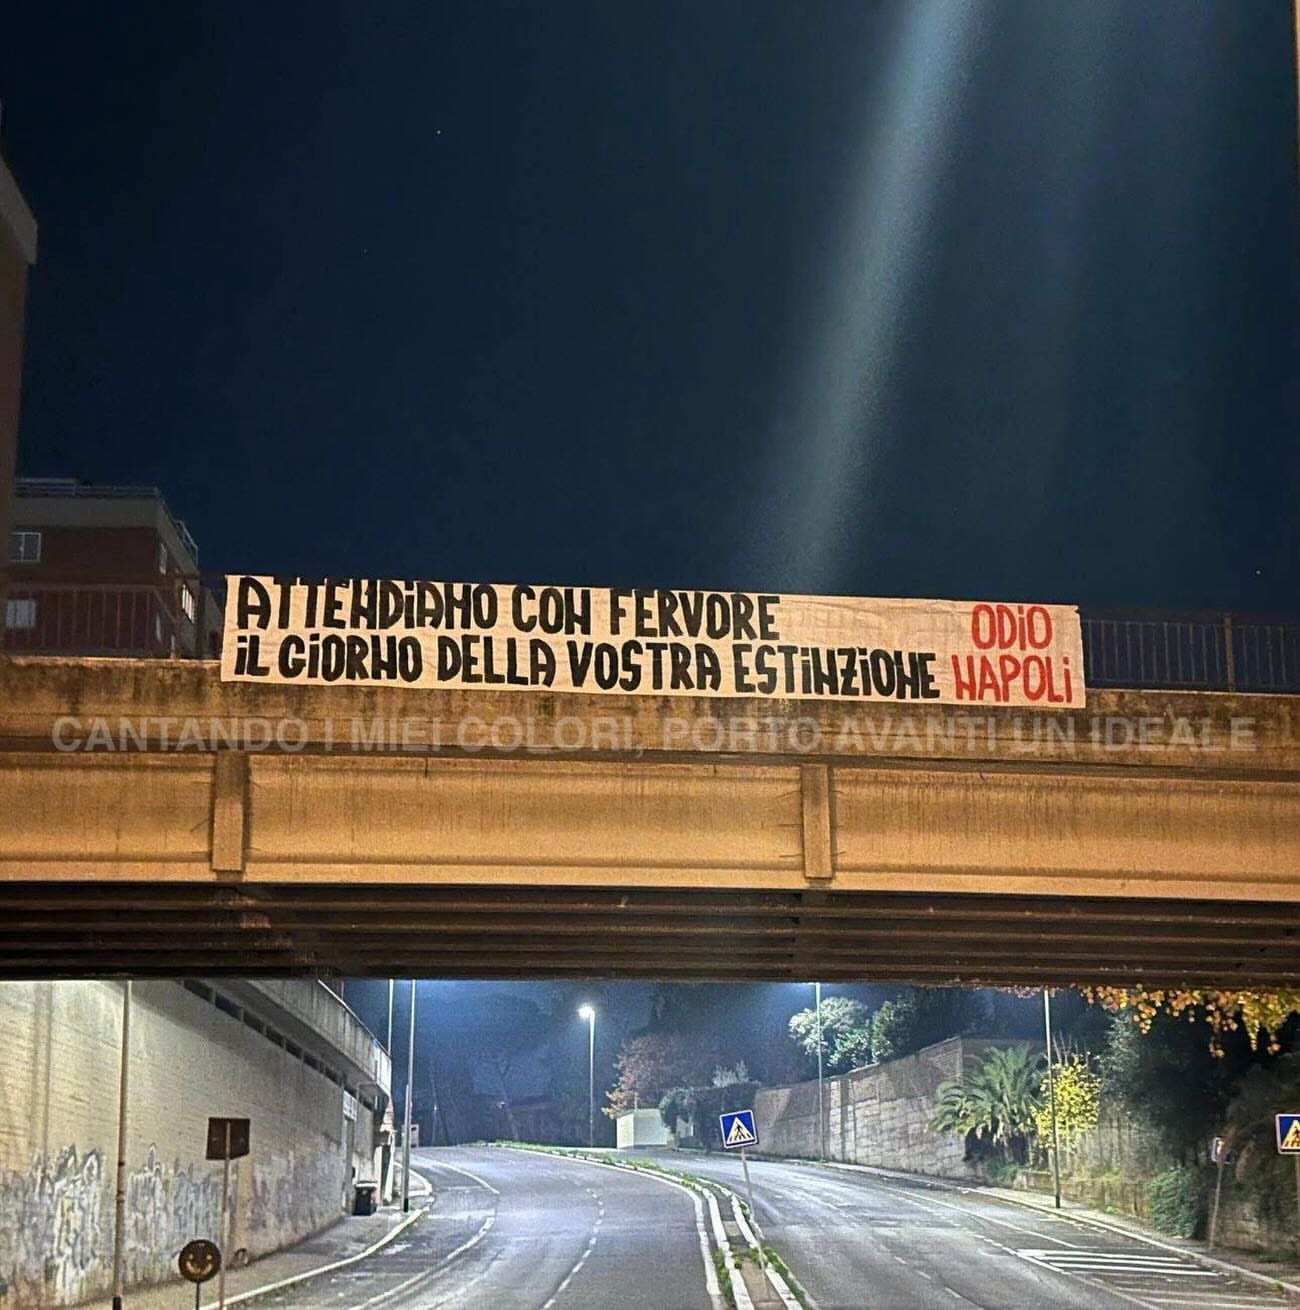 ATTENDiAMO CON FERVORE
iL GiORNO DELLA VOSTRA ESTiNZiONE
ODiO
NAPOLi
CANTANDO I MIEI COLORI, PORTO AVANTI UN IDEALE